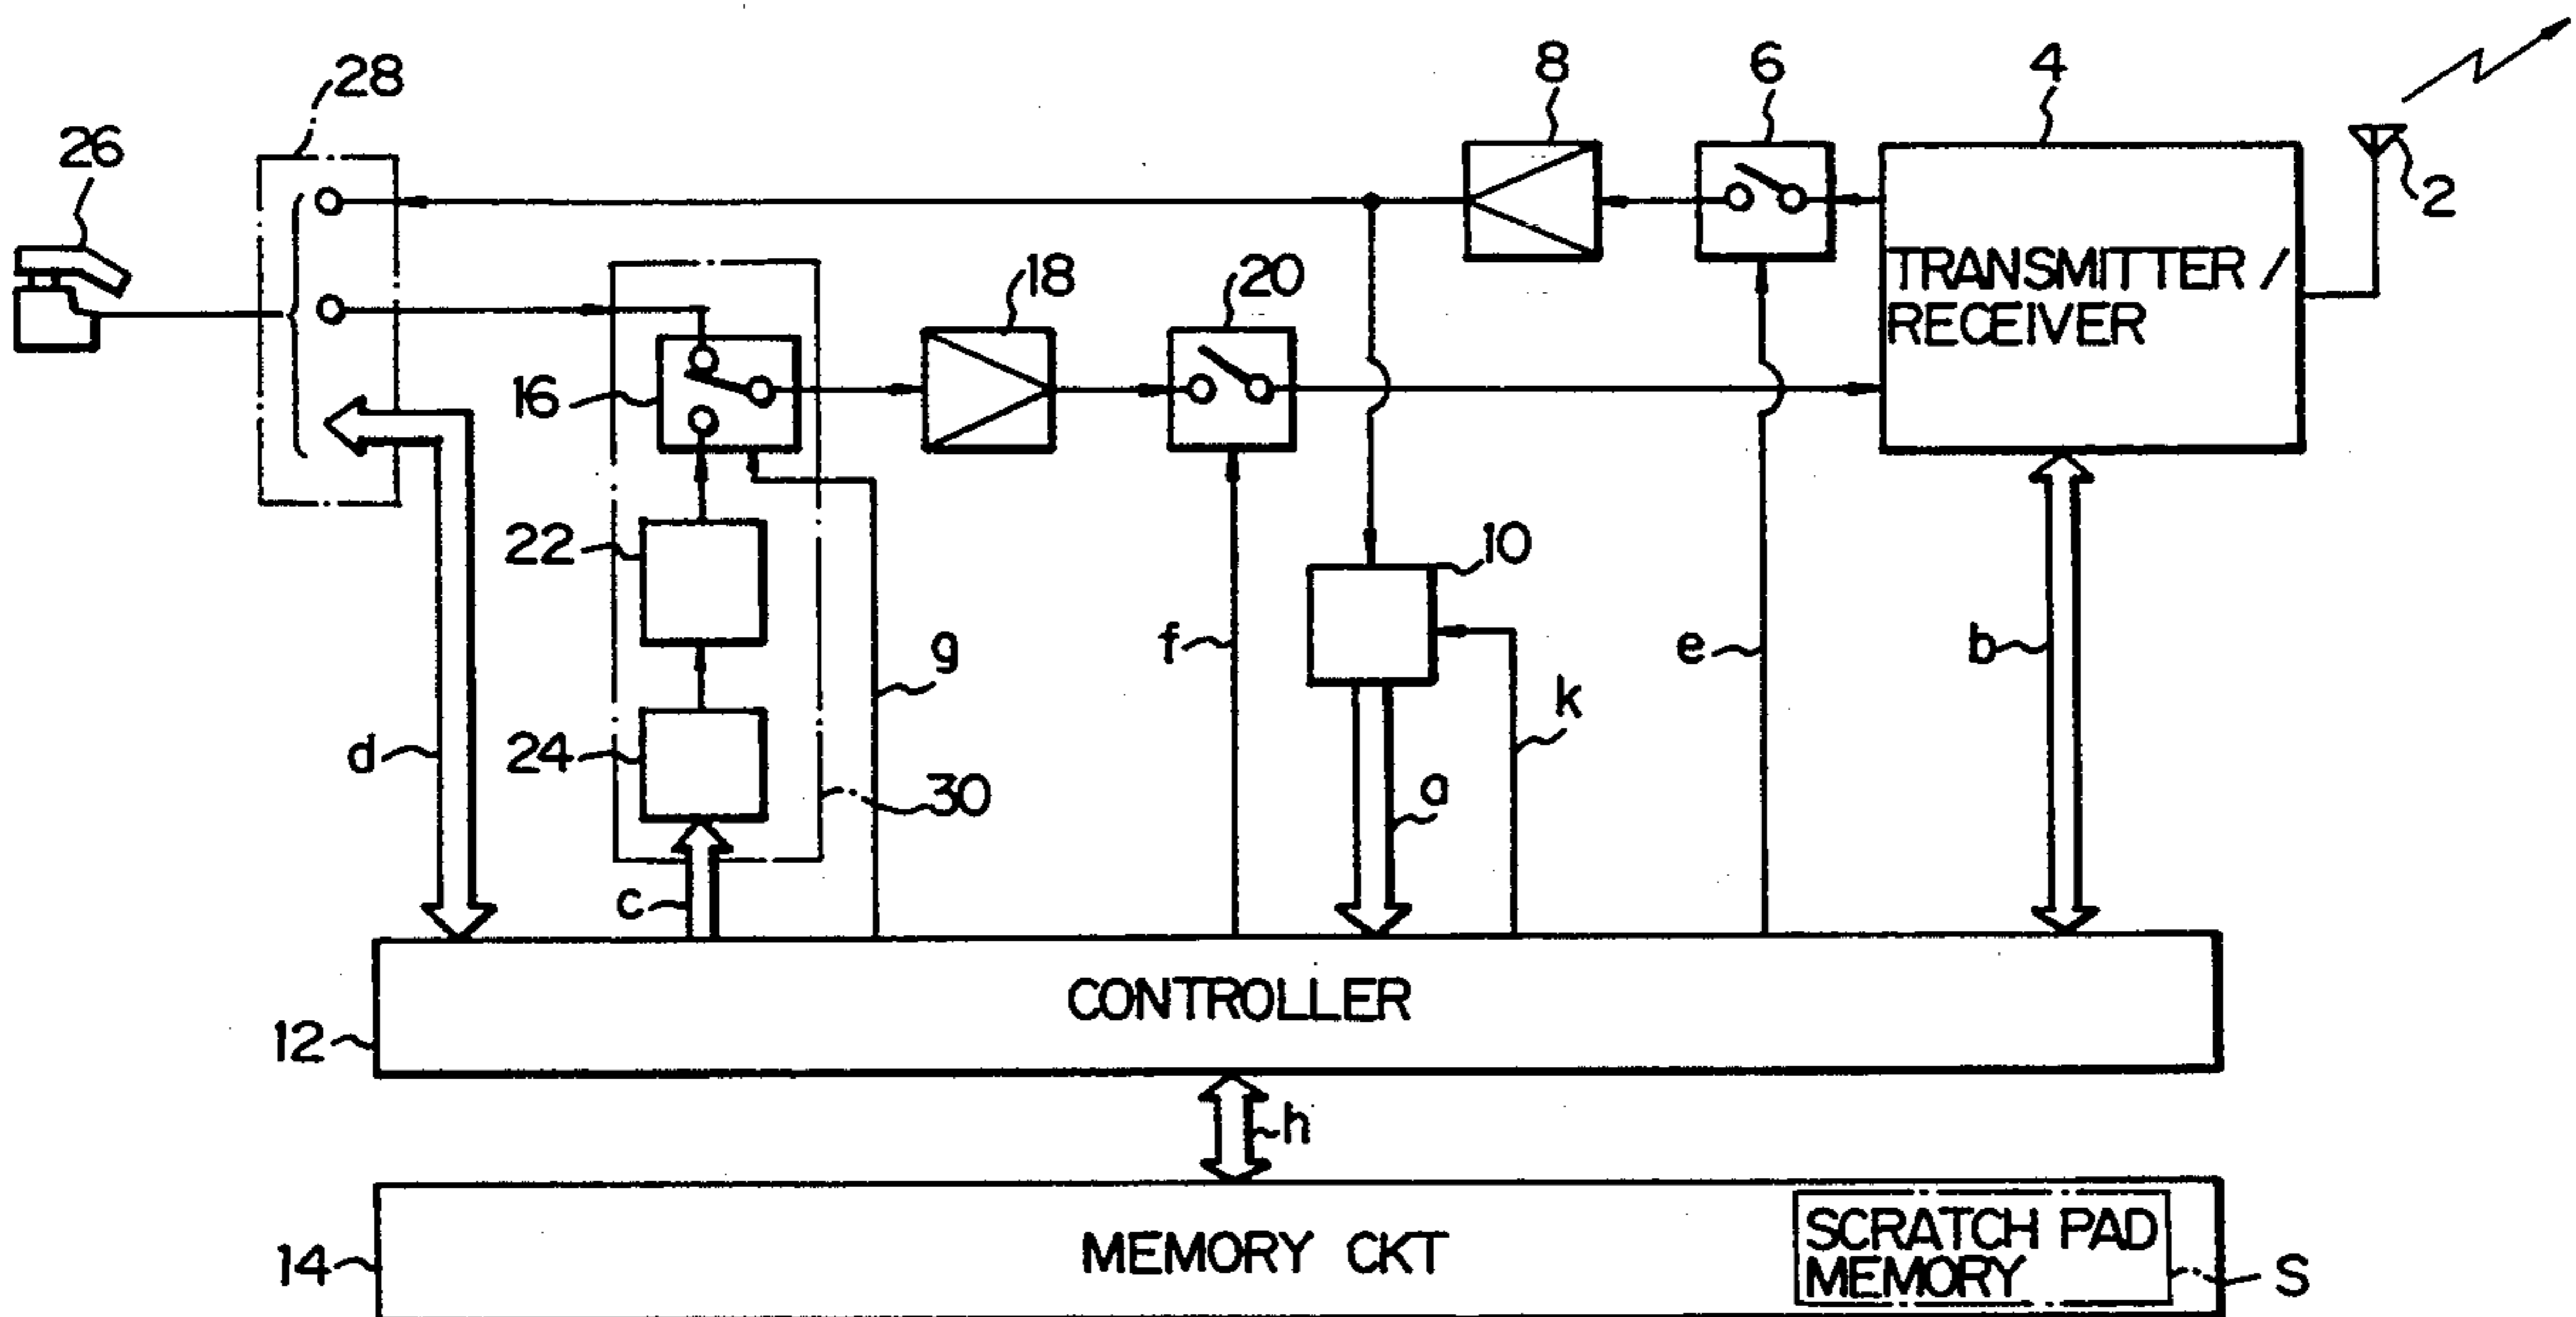 28
8
6
4
26
2
18
20
TRANSMITTER /
RECEIVER
16
22
10
g
f
e
b
k
d
24
a
30
c
CONTROLLER
12
h
14
MEMORY CKT
SCRATCH PAD
MEMORY
S